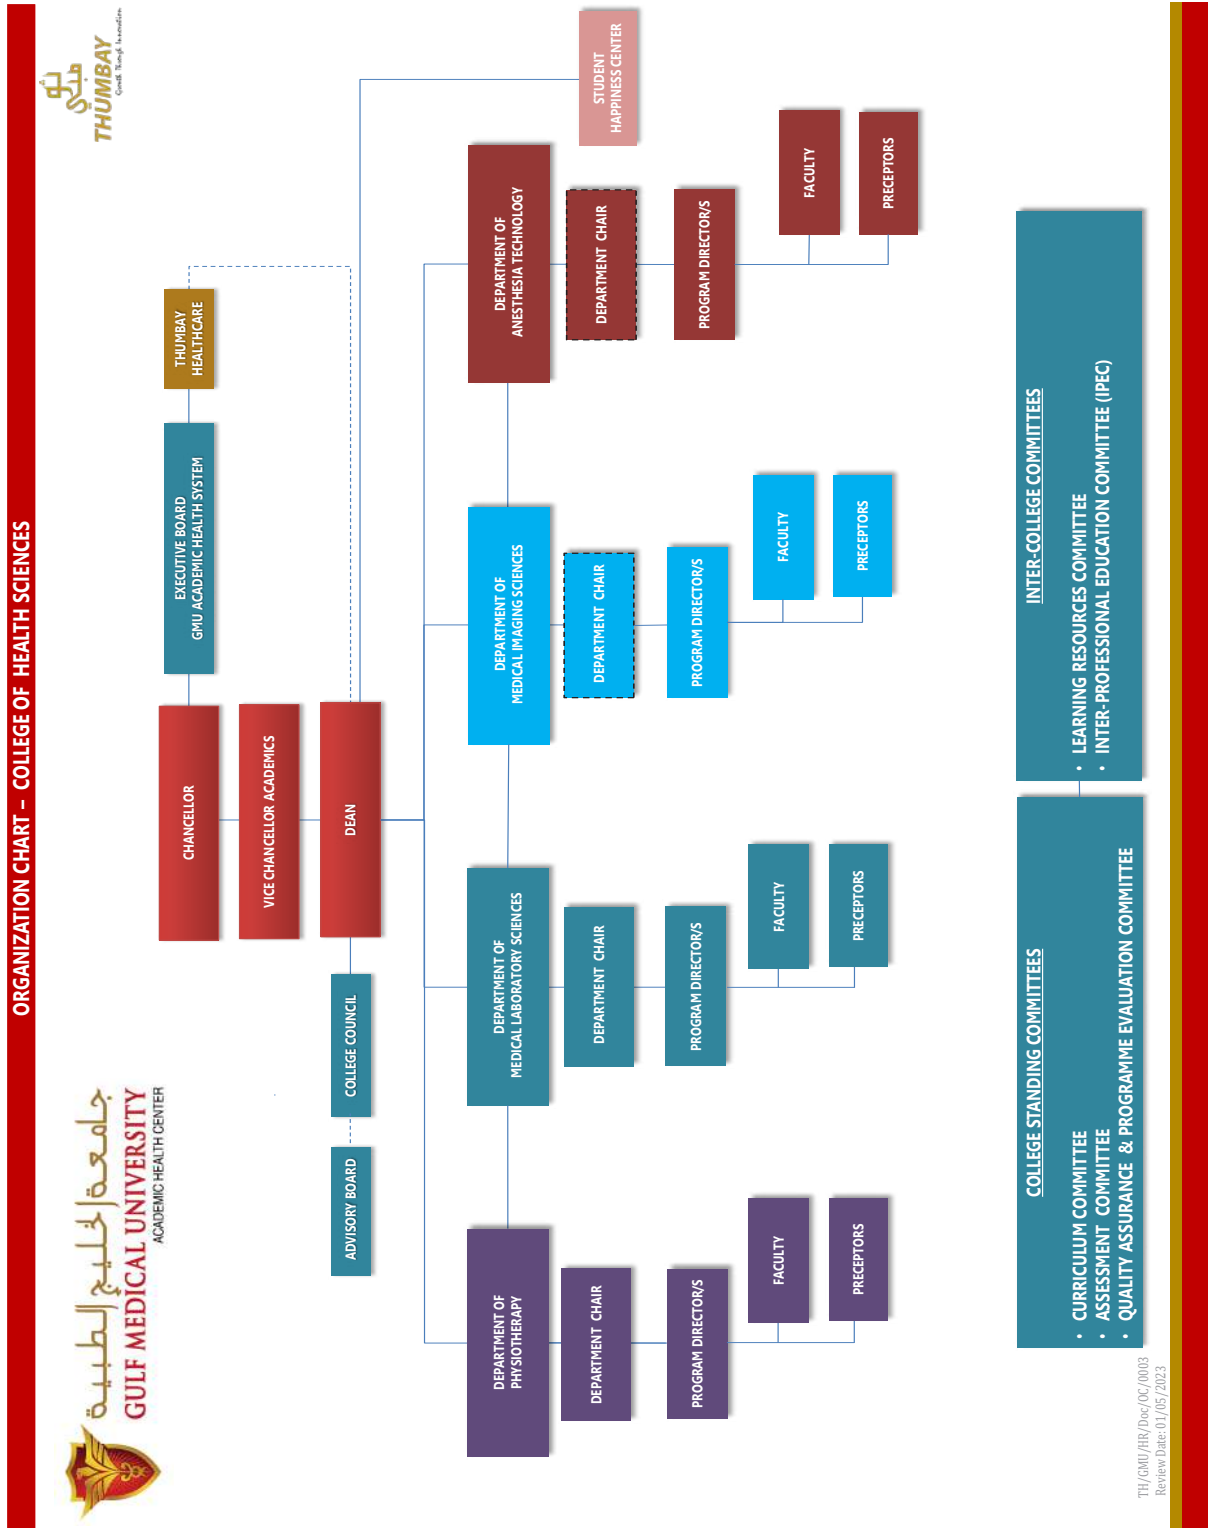 ORGANIZATION CHART – COLLEGE OF HEALTH SCIENCES
جامعة الخليج الطبية
GULF MEDICAL UNIVERSITY
ACADEMIC HEALTH CENTER
THUMBAY
Growth Through Innovation
CHANCELLOR
EXECUTIVE BOARD
GMU ACADEMIC HEALTH SYSTEM
THUMBAY
HEALTHCARE
VICE CHANCELLOR ACADEMICS
ADVISORY BOARD
COLLEGE COUNCIL
DEAN
DEPARTMENT OF
PHYSIOTHERAPY
DEPARTMENT CHAIR
PROGRAM DIRECTOR/S
FACULTY
PRECEPTORS
DEPARTMENT OF
MEDICAL LABORATORY SCIENCES
DEPARTMENT CHAIR
PROGRAM DIRECTOR/S
FACULTY
PRECEPTORS
DEPARTMENT OF
MEDICAL IMAGING SCIENCES
DEPARTMENT CHAIR
PROGRAM DIRECTOR/S
FACULTY
PRECEPTORS
DEPARTMENT OF
ANESTHESIA TECHNOLOGY
DEPARTMENT CHAIR
PROGRAM DIRECTOR/S
FACULTY
PRECEPTORS
STUDENT
HAPPINESS CENTER
COLLEGE STANDING COMMITTEES
• CURRICULUM COMMITTEE
• ASSESSMENT COMMITTEE
• QUALITY ASSURANCE & PROGRAMME EVALUATION COMMITTEE
INTER-COLLEGE COMMITTEES
• LEARNING RESOURCES COMMITTEE
• INTER-PROFESSIONAL EDUCATION COMMITTEE (IPEC)
TH/GMU/HR/Doc/OC/0003
Review Date: 01/05/2023